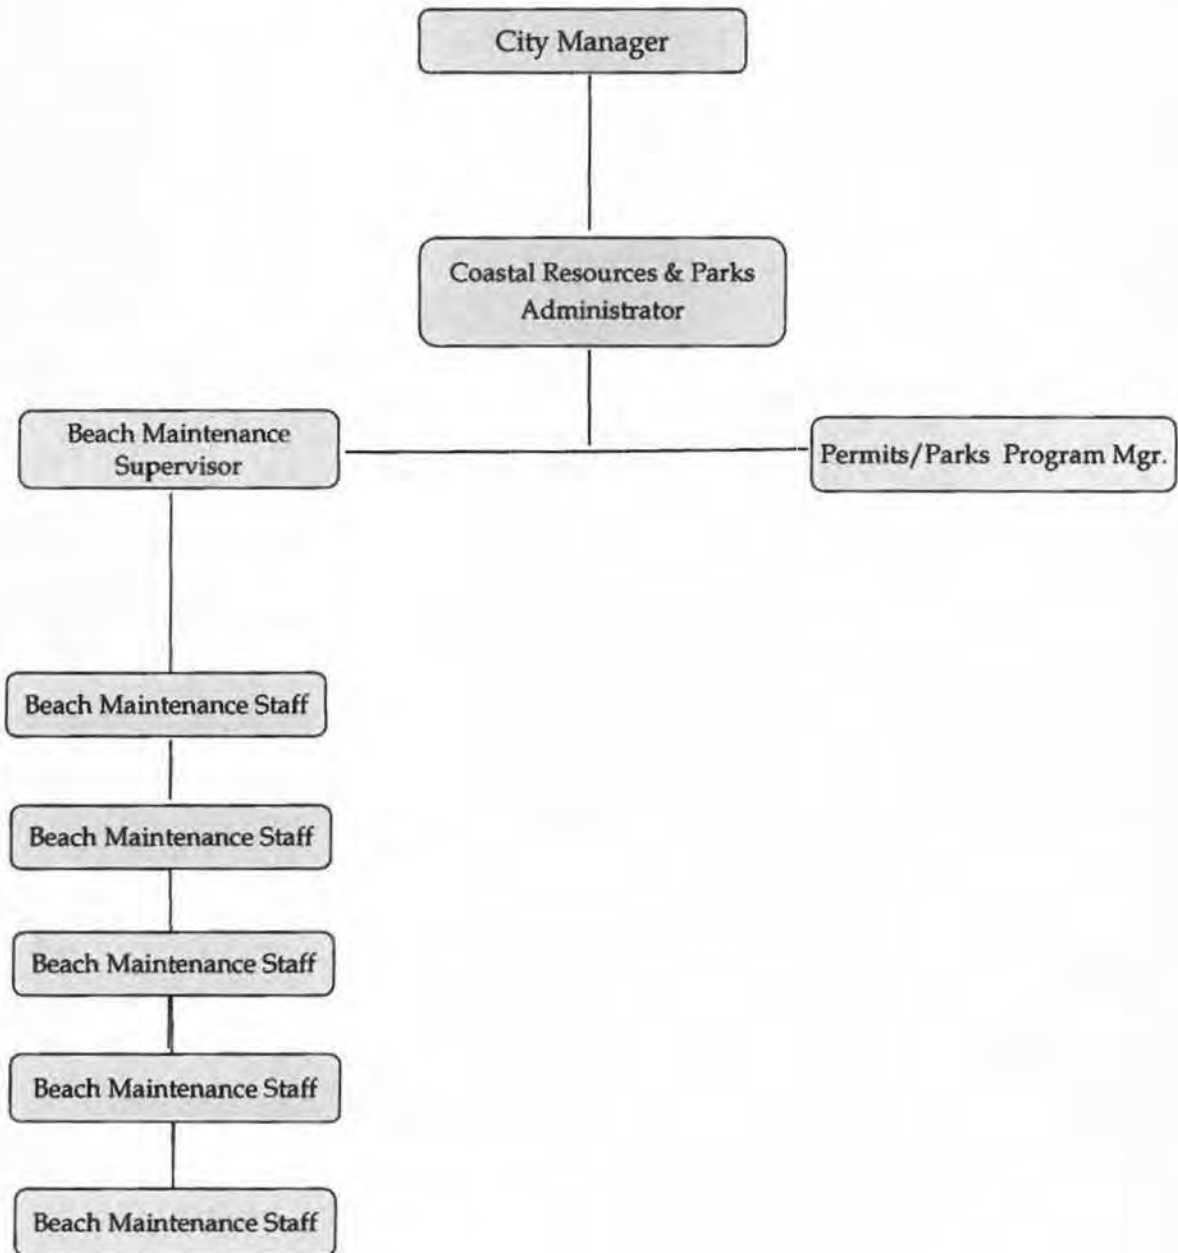 City Manager
Coastal Resources & Parks
Administrator
Beach Maintenance
Supervisor
Permits/Parks Program Mgr.
Beach Maintenance Staff
Beach Maintenance Staff
Beach Maintenance Staff
Beach Maintenance Staff
Beach Maintenance Staff